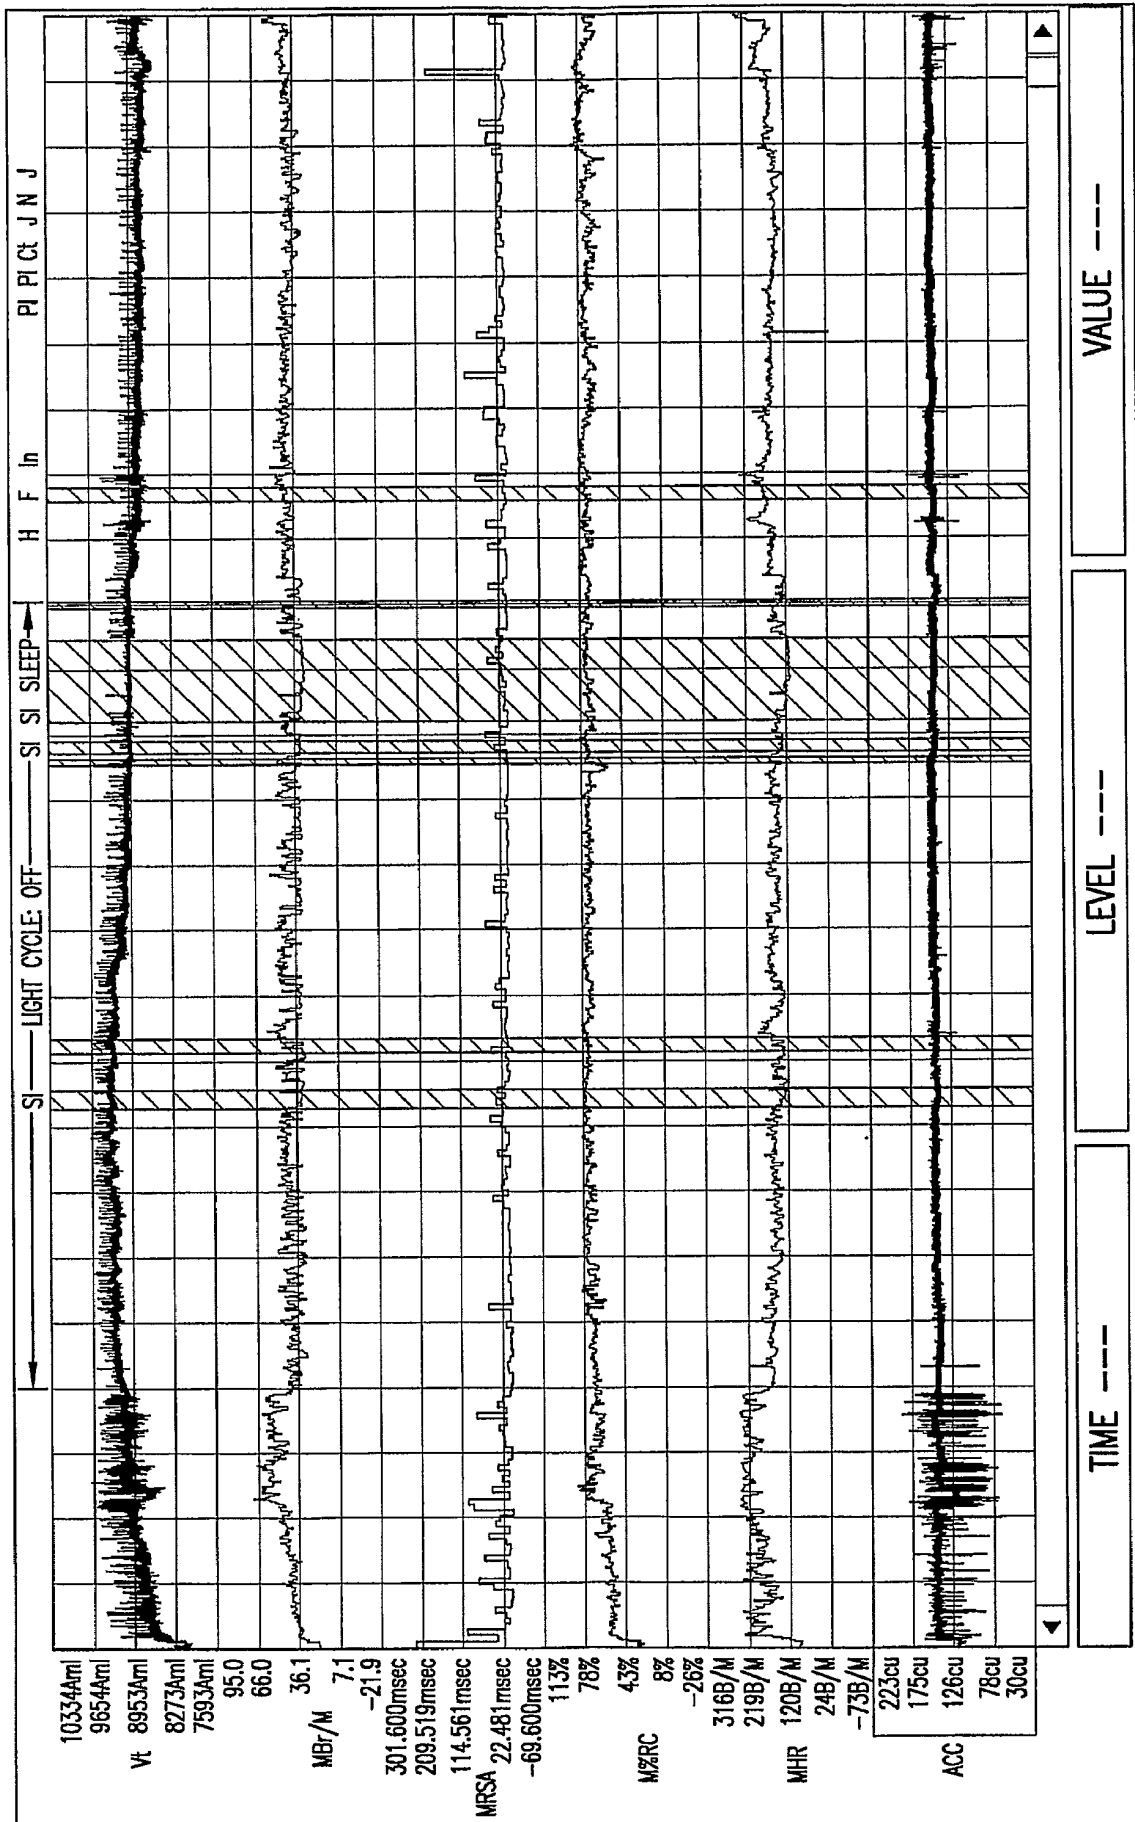 SI LIGHT CYCLE: OFF SI SI SLEEP H F In PI PI Ct J N J
10334Aml
9654Aml
Vt 8953Aml
8273Aml
7593Aml
95.0
66.0
36.1
MBr/M
7.1
-21.9
301.600msec
209.519msec
114.561msec
MRSA 22.481msec
-69.600msec
113%
78%
M%RC 43%
8%
-26%
316B/M
219B/M
MHR 120B/M
24B/M
-73B/M
223cu
175cu
ACC 126cu
78cu
30cu
TIME --- LEVEL --- VALUE ---